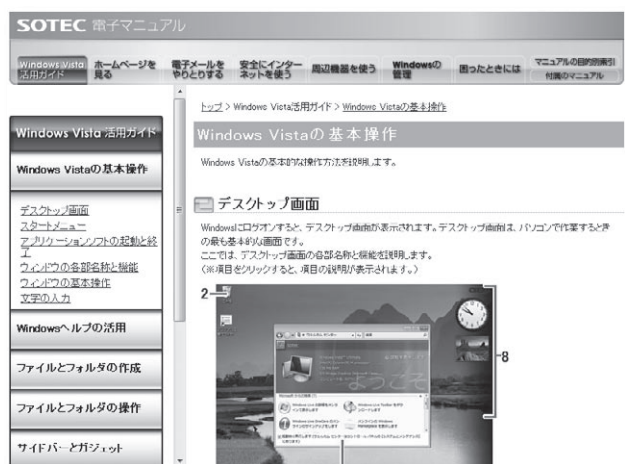 SOTEC 電子マニュアル
Windows Vista
活用ガイド
ホームページを
見る
電子メールを
やりとりする
安全にインター
ネットを使う
周辺機器を使う
Windowsの
管理
困ったときには
マニュアルの目的別索引
付属のマニュアル
トップ > Windows Vista活用ガイド > Windows Vistaの基本操作
Windows Vista 活用ガイド
Windows Vistaの基本操作
デスクトップ画面
スタートメニュー
アプリケーションソフトの起動と終
了
ウィンドウの各部名称と機能
ウィンドウの基本操作
文字の入力
Windowsヘルプの活用
ファイルとフォルダの作成
ファイルとフォルダの操作
サイドバーとガジェット
Windows Vistaの基本操作
Windows Vistaの基本的な操作方法を説明します。
デスクトップ画面
Windowsにログオンすると、デスクトップ画面が表示されます。デスクトップ画面は、パソコンで作業するとき
の最も基本的な画面です。
ここでは、デスクトップ画面の各部名称と機能を説明します。
(※項目をクリックすると、項目の説明が表示されます。)
2
8
ようこそ